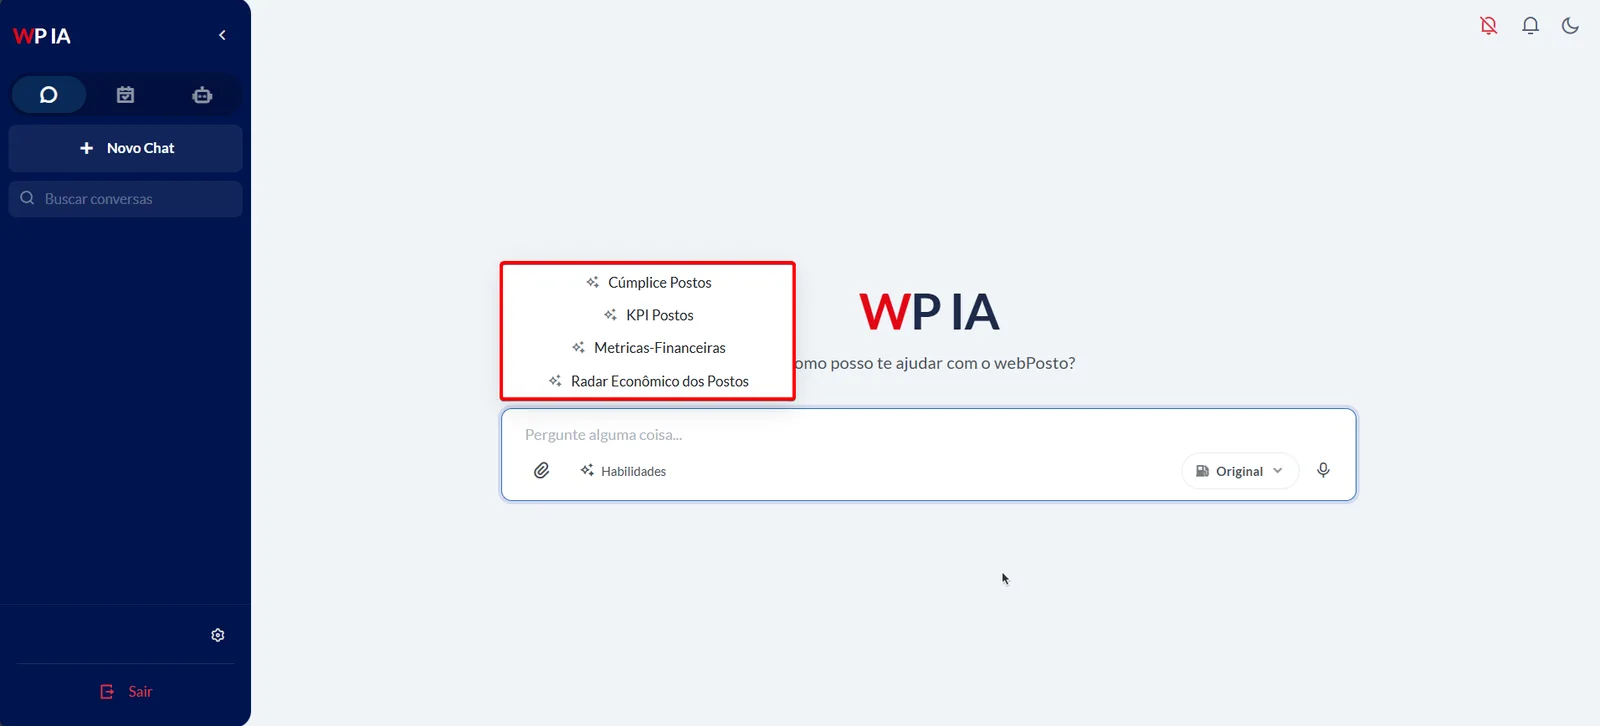 WP IA
Novo Chat
Buscar conversas
Sair
Cúmplice Postos
KPI Postos
Metricas-Financeiras
Radar Econômico dos Postos
WP IA
omo posso te ajudar com o webPosto?
Pergunte alguma coisa...
Habilidades
Original